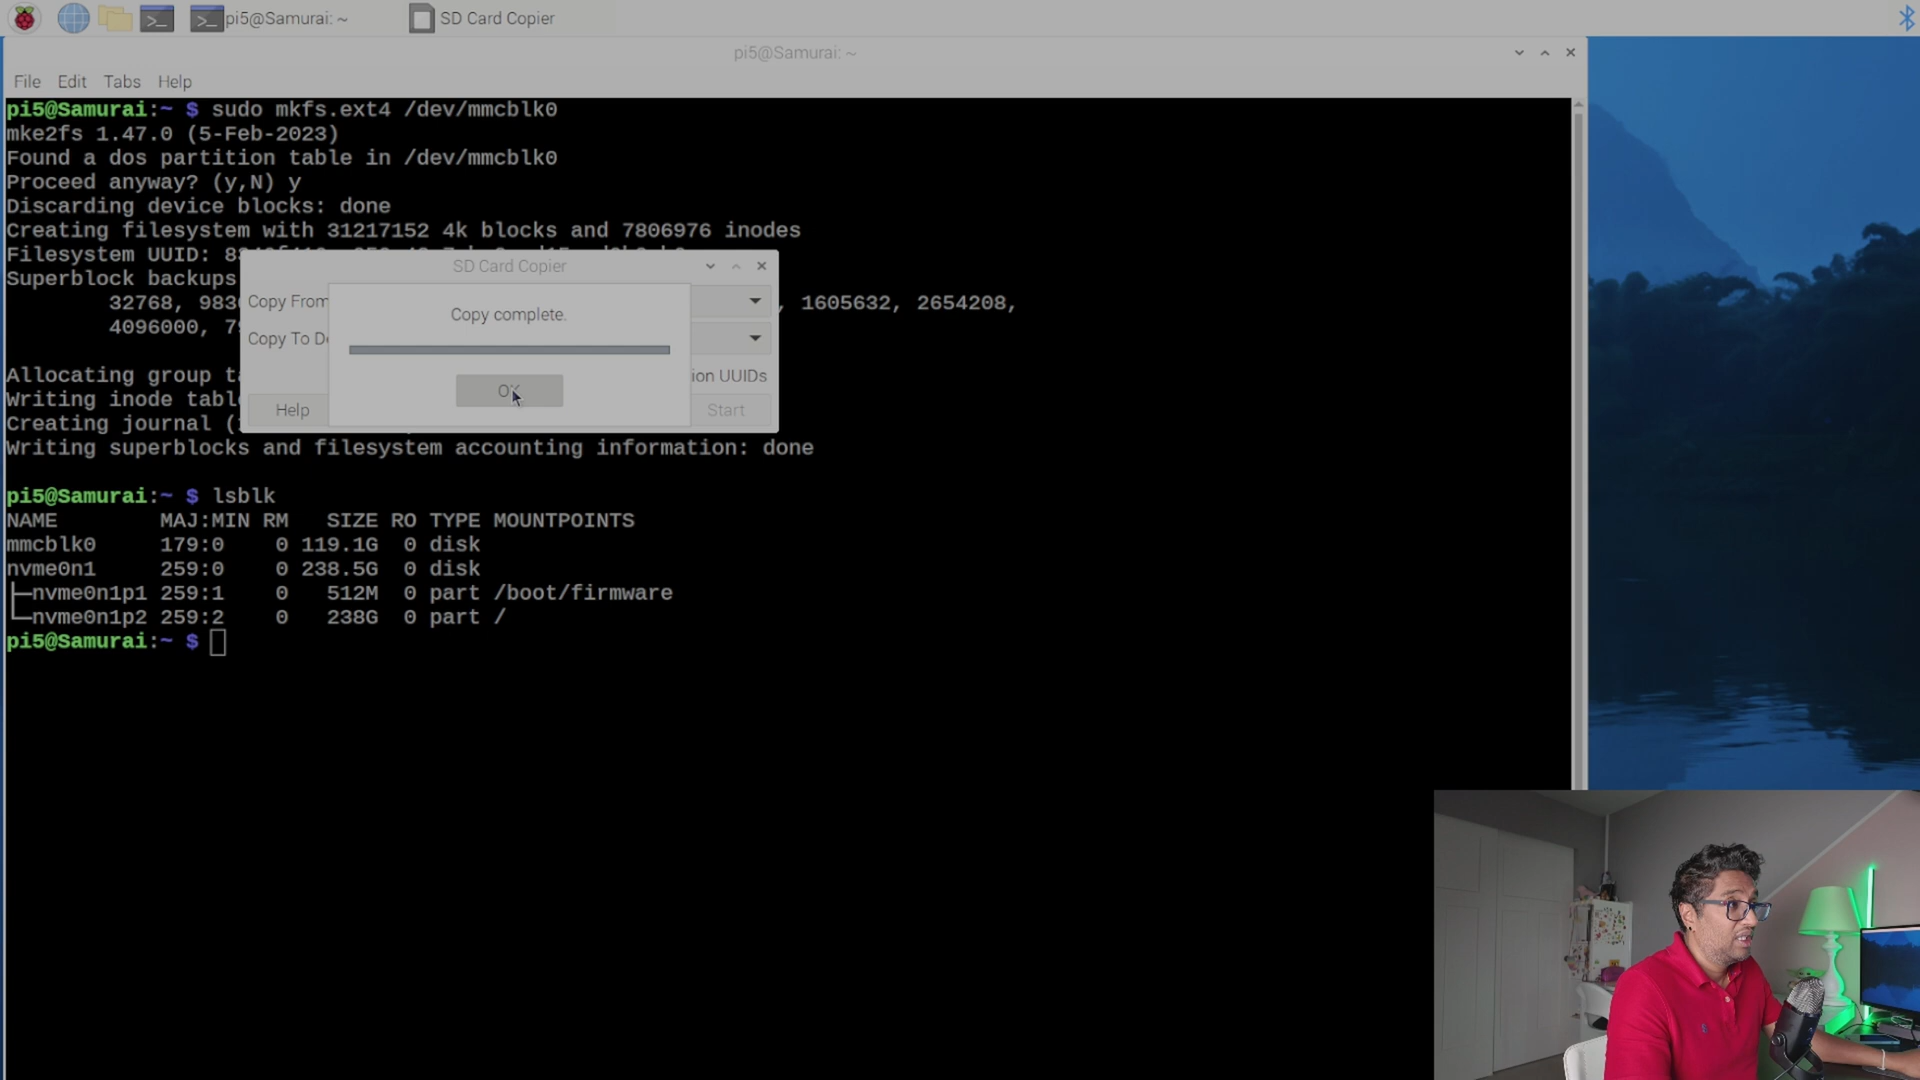 pi5@Samurai: ~
SD Card Copier
pi5@Samurai: ~
File Edit Tabs Help
pi5@Samurai:~ $ sudo mkfs.ext4 /dev/mmcblk0
mke2fs 1.47.0 (5-Feb-2023)
Found a dos partition table in /dev/mmcblk0
Proceed anyway? (y,N) y
Discarding device blocks: done
Creating filesystem with 31217152 4k blocks and 7806976 inodes
Filesystem UUID:
Superblock backups
32768, 1605632, 2654208,
4096000,
Allocating group
Writing inode
Creating journal
Writing superblocks and filesystem accounting information: done
SD Card Copier
Copy From
Copy To
Copy complete.
OK
UUIDs
Help
Start
pi5@Samurai:~ $ lsblk
NAME MAJ:MIN RM SIZE RO TYPE MOUNTPOINTS
mmcblk0 179:0 0 119.1G 0 disk
nvme0n1 259:0 0 238.5G 0 disk
├─nvme0n1p1 259:1 0 512M 0 part /boot/firmware
└─nvme0n1p2 259:2 0 238G 0 part /
pi5@Samurai:~ $